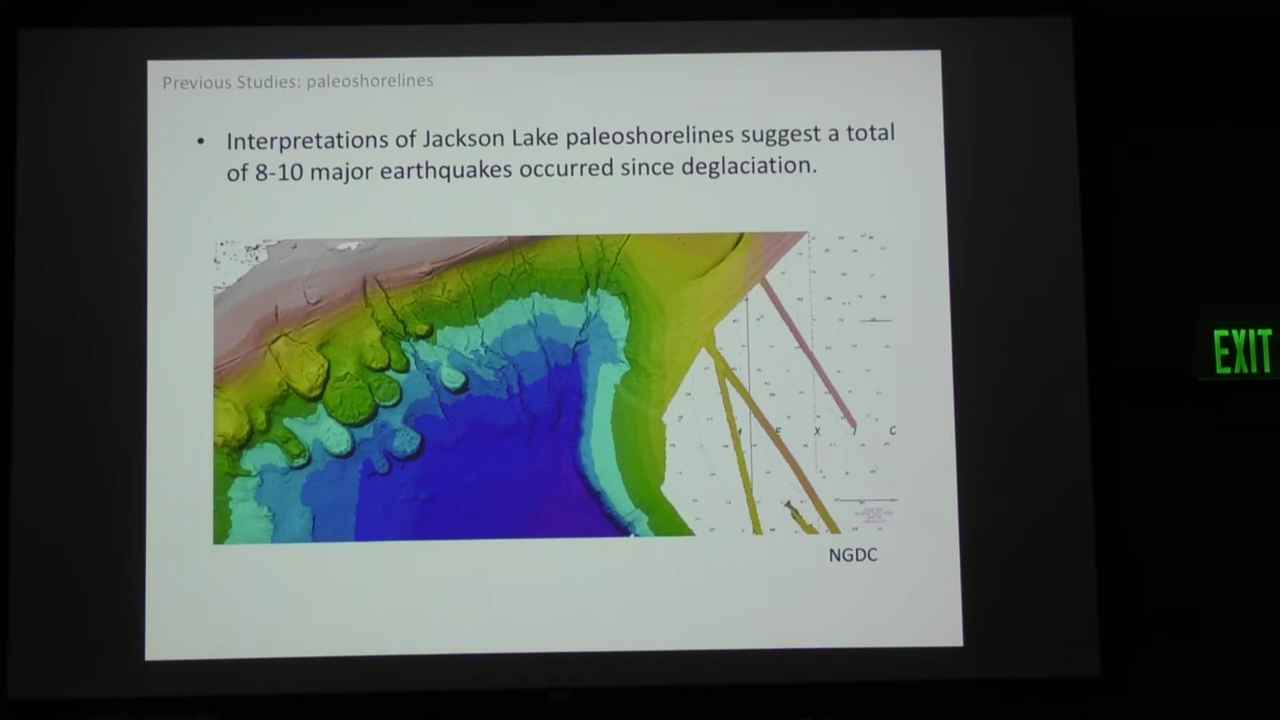 Previous Studies: paleoshorelines
• Interpretations of Jackson Lake paleoshorelines suggest a total
of 8-10 major earthquakes occurred since deglaciation.
EXIT
E X I C
NGDC